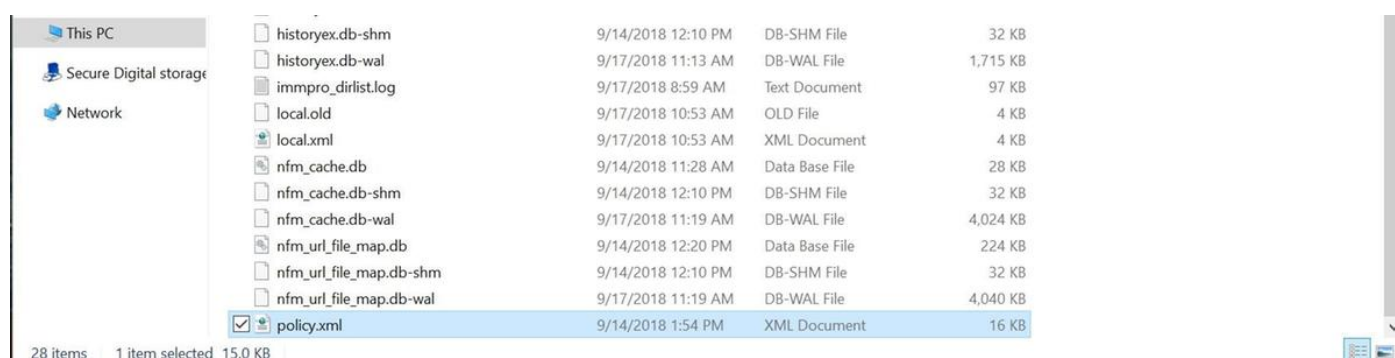 This PC
Secure Digital storage
Network
historyex.db-shm 9/14/2018 12:10 PM DB-SHM File 32 KB
historyex.db-wal 9/17/2018 11:13 AM DB-WAL File 1,715 KB
immpro_dirlist.log 9/17/2018 8:59 AM Text Document 97 KB
local.old 9/17/2018 10:53 AM OLD File 4 KB
local.xml 9/17/2018 10:53 AM XML Document 4 KB
nfm_cache.db 9/14/2018 11:28 AM Data Base File 28 KB
nfm_cache.db-shm 9/14/2018 12:10 PM DB-SHM File 32 KB
nfm_cache.db-wal 9/17/2018 11:19 AM DB-WAL File 4,024 KB
nfm_url_file_map.db 9/14/2018 12:20 PM Data Base File 224 KB
nfm_url_file_map.db-shm 9/14/2018 12:10 PM DB-SHM File 32 KB
nfm_url_file_map.db-wal 9/17/2018 11:19 AM DB-WAL File 4,040 KB
policy.xml 9/14/2018 1:54 PM XML Document 16 KB
28 items 1 item selected 15.0 KB